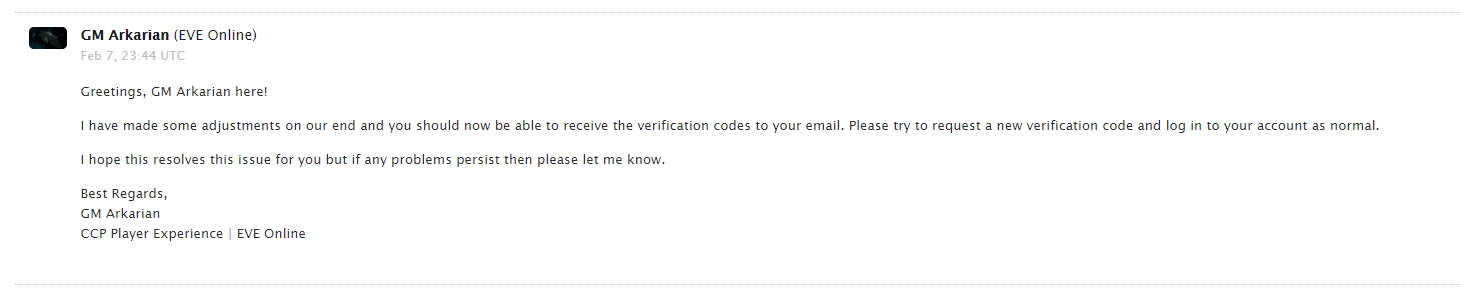 GM Arkarian (EVE Online)
Feb 7, 23:44 UTC
Greetings, GM Arkarian here!
I have made some adjustments on our end and you should now be able to receive the verification codes to your email. Please try to request a new verification code and log in to your account as normal.
I hope this resolves this issue for you but if any problems persist then please let me know.
Best Regards,
GM Arkarian
CCP Player Experience | EVE Online